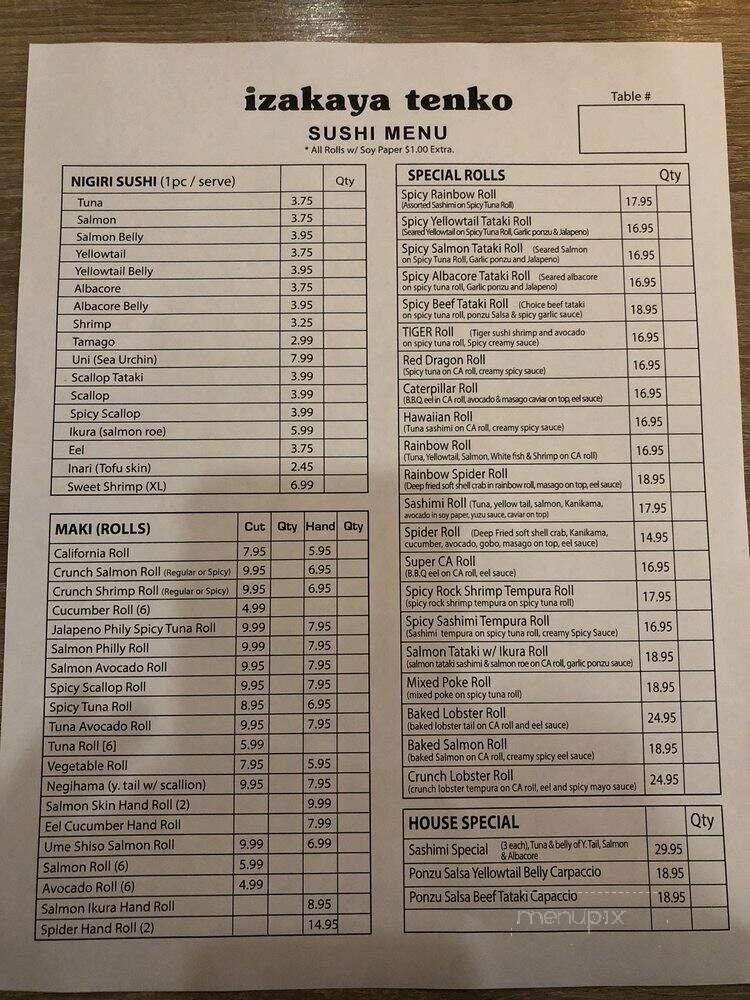 izakaya tenko
Table #
SUSHI MENU
* All Rolls w/ Soy Paper $1.00 Extra.
NIGIRI SUSHI (1pc / serve) Qty
Tuna 3.75
Salmon 3.75
Salmon Belly 3.95
Yellowtail 3.75
Yellowtail Belly 3.95
Albacore 3.75
Albacore Belly 3.95
Shrimp 3.25
Tamago 2.99
Uni (Sea Urchin) 7.99
Scallop Tataki 3.99
Scallop 3.99
Spicy Scallop 3.99
Ikura (salmon roe) 5.99
Eel 3.75
Inari (Tofu skin) 2.45
Sweet Shrimp (XL) 6.99
MAKI (ROLLS) Cut Qty Hand Qty
California Roll 7.95 5.95
Crunch Salmon Roll (Regular or Spicy) 9.95 6.95
Crunch Shrimp Roll (Regular or Spicy) 9.95 6.95
Cucumber Roll (6) 4.99
Jalapeno Phily Spicy Tuna Roll 9.99 7.95
Salmon Philly Roll 9.99 7.95
Salmon Avocado Roll 9.95 7.95
Spicy Scallop Roll 9.95 7.95
Spicy Tuna Roll 8.95 6.95
Tuna Avocado Roll 9.95 7.95
Tuna Roll [6] 5.99
Vegetable Roll 7.95 5.95
Negihama (y. tail w/ scallion) 9.95 7.95
Salmon Skin Hand Roll (2) 9.99
Eel Cucumber Hand Roll 7.99
Ume Shiso Salmon Roll 9.99 6.99
Salmon Roll (6) 5.99
Avocado Roll (6) 4.99
Salmon Ikura Hand Roll 8.95
Spider Hand Roll (2) 14.95
SPECIAL ROLLS Qty
Spicy Rainbow Roll 17.95
(Assorted Sashimi on Spicy Tuna Roll)
Spicy Yellowtail Tataki Roll 16.95
(Seared Yellowtail on Spicy Tuna Roll, Garlic ponzu & Jalapeno)
Spicy Salmon Tataki Roll (Seared Salmon 16.95
on Spicy Tuna Roll, Garlic ponzu and Jalapeno)
Spicy Albacore Tataki Roll (Seared albacore 16.95
on spicy tuna roll, Garlic ponzu and Jalapeno)
Spicy Beef Tataki Roll (Choice beef tataki 18.95
on spicy tuna roll, ponzu Salsa & spicy garlic sauce)
TIGER Roll (Tiger sushi shrimp and avocado 16.95
on spicy tuna roll, Spicy creamy sauce)
Red Dragon Roll 16.95
(Spicy tuna on CA roll, creamy spicy sauce)
Caterpillar Roll 16.95
(B.B.Q. eel in CA roll, avocado & masago caviar on top, eel sauce)
Hawaiian Roll 16.95
(Tuna sashimi on CA roll, creamy spicy sauce)
Rainbow Roll 16.95
(Tuna, Yellowtail, Salmon, White fish & Shrimp on CA roll)
Rainbow Spider Roll 18.95
(Deep fried soft shell crab in rainbow roll, masago on top, eel sauce)
Sashimi Roll (Tuna, yellow tail, salmon, Kanikama, 17.95
avocado in soy paper, yuzu sauce, caviar on top)
Spider Roll (Deep Fried soft shell crab, Kanikama, 14.95
cucumber, avocado, gobo, masago on top, eel sauce)
Super CA Roll 16.95
(B.B.Q eel on CA roll, eel sauce)
Spicy Rock Shrimp Tempura Roll 17.95
(spicy rock shrimp tempura on spicy tuna roll)
Spicy Sashimi Tempura Roll 16.95
(Sashimi tempura on spicy tuna roll, creamy Spicy Sauce)
Salmon Tataki w/ Ikura Roll 18.95
(salmon tataki sashimi & salmon roe on CA roll, garlic ponzu sauce)
Mixed Poke Roll 18.95
(mixed poke on spicy tuna roll)
Baked Lobster Roll 24.95
(baked lobster tail on CA roll and eel sauce)
Baked Salmon Roll 18.95
(baked Salmon on CA roll, creamy spicy eel sauce)
Crunch Lobster Roll 24.95
(crunch lobster tempura on CA roll, eel and spicy mayo sauce)
HOUSE SPECIAL Qty
Sashimi Special (3 each), Tuna & belly of Y. Tail, Salmon 29.95
& Albacore
Ponzu Salsa Yellowtail Belly Carpaccio 18.95
Ponzu Salsa Beef Tataki Capaccio 18.95
menupix